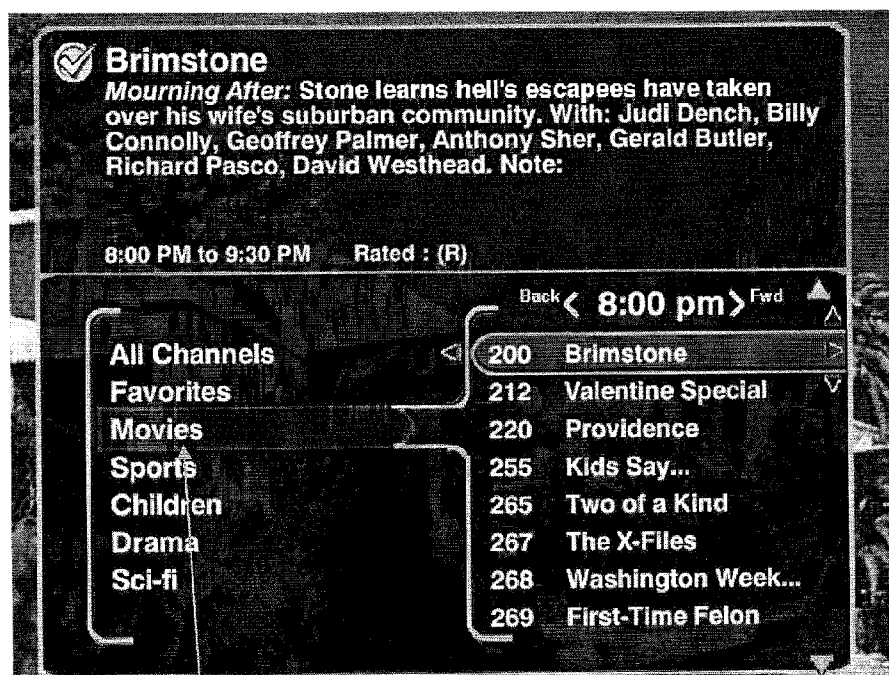 Brimstone
Mourning After: Stone learns hell's escapees have taken
over his wife's suburban community. With: Judi Dench, Billy
Connolly, Geoffrey Palmer, Anthony Sher, Gerald Butler,
Richard Pasco, David Westhead. Note:
8:00 PM to 9:30 PM Rated : (R)
Back < 8:00 pm > Fwd
All Channels
Favorites
Movies
Sports
Children
Drama
Sci-fi
200 Brimstone
212 Valentine Special
220 Providence
255 Kids Say...
265 Two of a Kind
267 The X-Files
268 Washington Week...
269 First-Time Felon